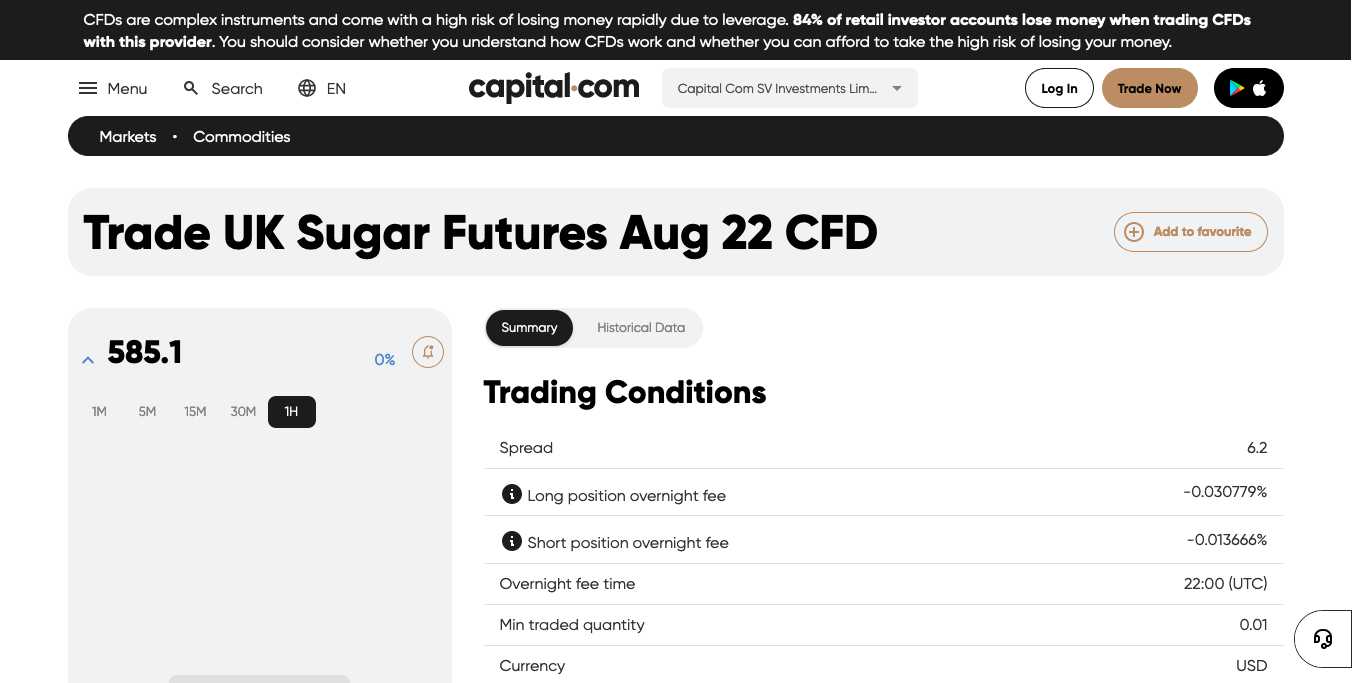 CFDs are complex instruments and come with a high risk of losing money rapidly due to leverage. 84% of retail investor accounts lose money when trading CFDs
with this provider. You should consider whether you understand how CFDs work and whether you can afford to take the high risk of losing your money.
Menu Search EN capital.com Capital Com SV Investments Lim... Log In Trade Now
Markets • Commodities
Trade UK Sugar Futures Aug 22 CFD
Add to favourite
585.1
0%
1M 5M 15M 30M 1H
Summary Historical Data
Trading Conditions
Spread 6.2
Long position overnight fee -0.030779%
Short position overnight fee -0.013666%
Overnight fee time 22:00 (UTC)
Min traded quantity 0.01
Currency USD